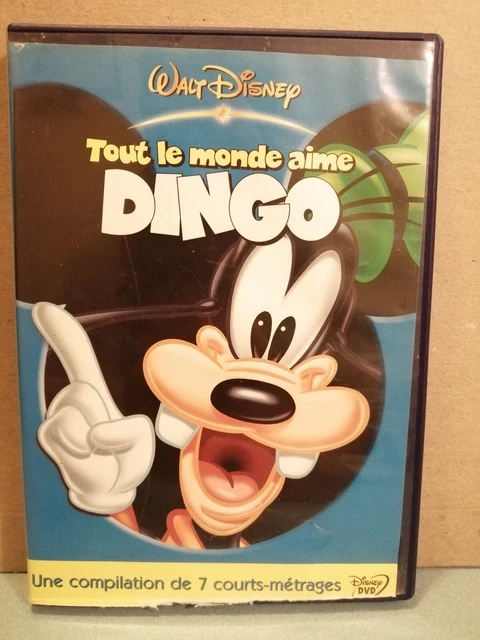 WALT DISNEY
Tout le monde aime
DINGO
Une compilation de 7 courts-métrages
DISNEY
DVD